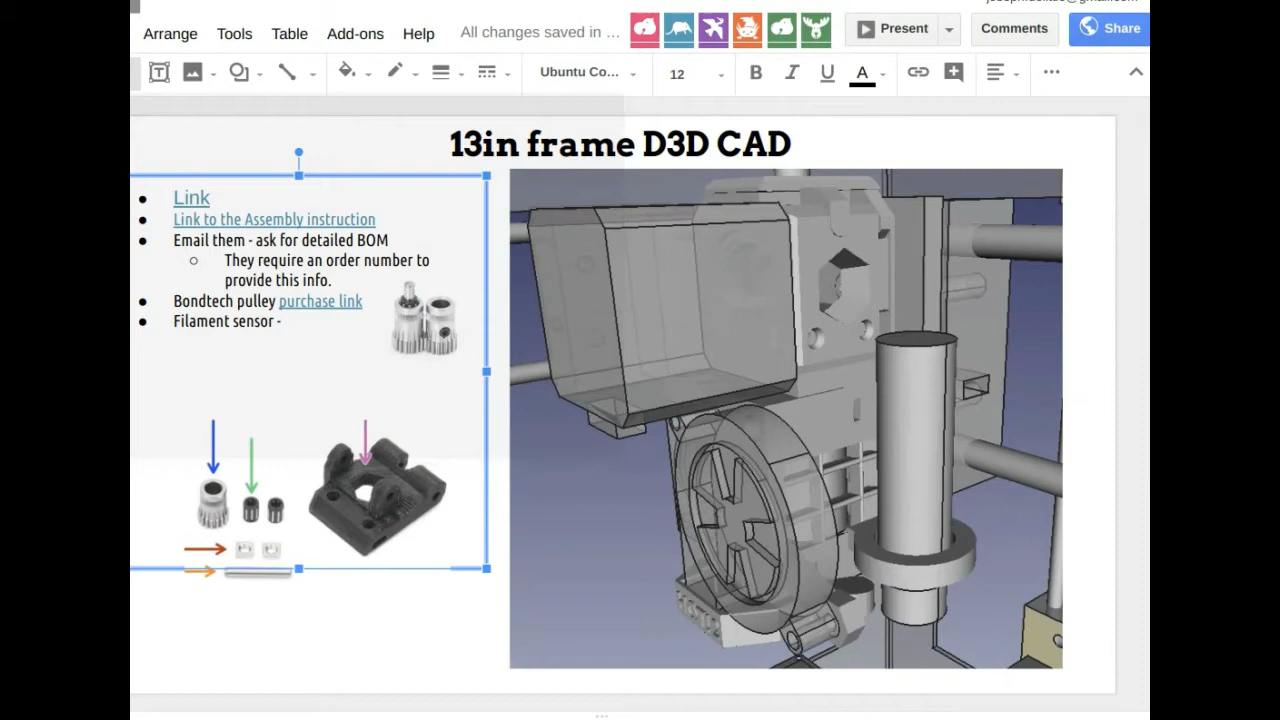 Arrange Tools Table Add-ons Help All changes saved in ... Present Comments Share
Ubuntu Co... 12 B I U A
13in frame D3D CAD
Link
Link to the Assembly instruction
Email them - ask for detailed BOM
They require an order number to
provide this info.
Bondtech pulley purchase link
Filament sensor -